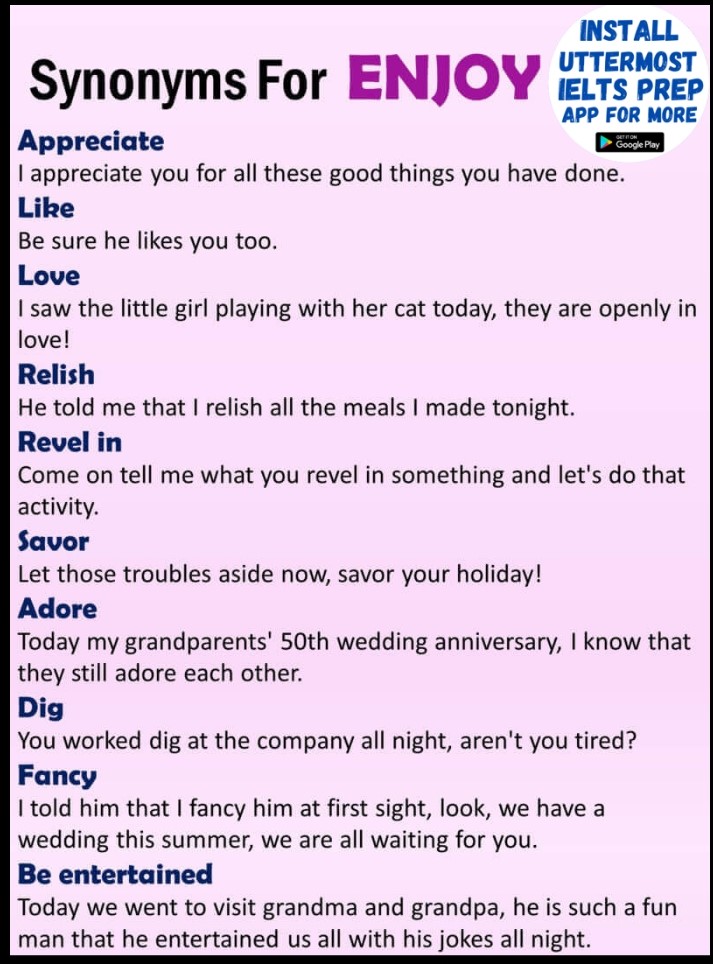 Synonyms For ENJOY
INSTALL
UTTERMOST
IELTS PREP
APP FOR MORE
GET IT ON
Google Play
Appreciate
I appreciate you for all these good things you have done.
Like
Be sure he likes you too.
Love
I saw the little girl playing with her cat today, they are openly in
love!
Relish
He told me that I relish all the meals I made tonight.
Revel in
Come on tell me what you revel in something and let's do that
activity.
Savor
Let those troubles aside now, savor your holiday!
Adore
Today my grandparents' 50th wedding anniversary, I know that
they still adore each other.
Dig
You worked dig at the company all night, aren't you tired?
Fancy
I told him that I fancy him at first sight, look, we have a
wedding this summer, we are all waiting for you.
Be entertained
Today we went to visit grandma and grandpa, he is such a fun
man that he entertained us all with his jokes all night.